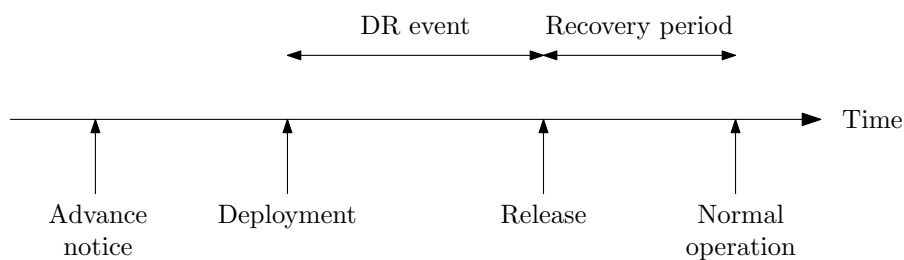 DR event
Recovery period
Time
Advance
notice
Deployment
Release
Normal
operation